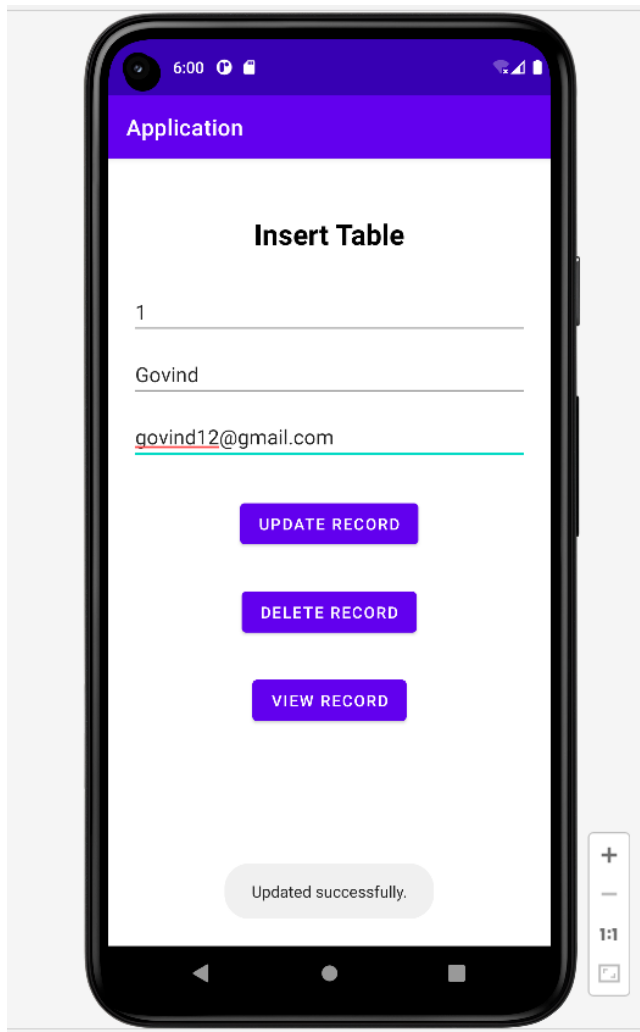 6:00
Application
Insert Table
1
Govind
govind12@gmail.com
UPDATE RECORD
DELETE RECORD
VIEW RECORD
Updated successfully.
1:1